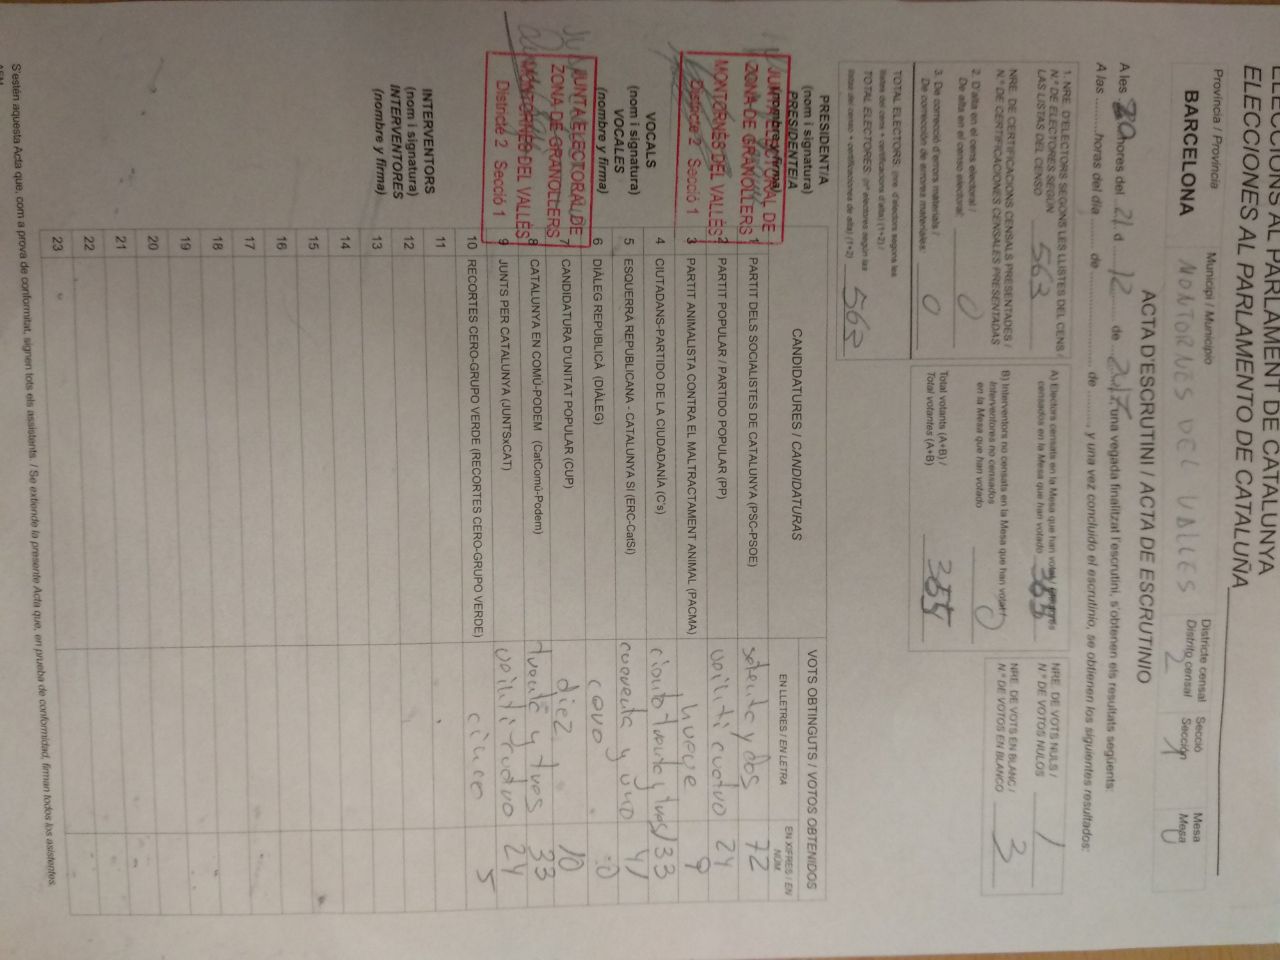 ELECCIONS AL PARLAMENT DE CATALUNYA
ELECCIONES AL PARLAMENTO DE CATALUÑA
Província / Provincia
BARCELONA
Municipi / Municipio
MONTORNES DEL VALLES
Districte censal
Distrito censal
2
Secció
Sección
1
Mesa
Mesa
U
ACTA D'ESCRUTINI / ACTA DE ESCRUTINIO
A les 20 hores del 21 d 12 de 2017, una vegada finalitzat l'escrutini, s'obtenen els resultats següents:
A las ......... horas del día ......... de .................... de ........., y una vez concluido el escrutinio, se obtienen los siguientes resultados:
1. NRE. D'ELECTORS SEGONS LES LLISTES DEL CENS /
N.º DE ELECTORES SEGÚN
LAS LISTAS DEL CENSO
563
NRE. DE CERTIFICACIONS CENSALS PRESENTADES /
N.º DE CERTIFICACIONES CENSALES PRESENTADAS
2. D'alta en el cens electoral /
De alta en el censo electoral:
0
3. De correcció d'errors materials /
De corrección de errores materiales:
0
TOTAL ELECTORS (nre. d'electors segons les
llistes del cens + certificacions d'alta) (1+2) /
TOTAL ELECTORES (nº electores según las
listas del censo + certificaciones de alta) (1+2)
563
A) Electors censats en la Mesa que han votat /
censados en la Mesa que han votado
B) Interventors no censats en la Mesa que han votat /
Interventores no censados
en la Mesa que han votado
0
Total votants (A+B) /
Total votantes (A+B)
NRE. DE VOTS NULS /
N.º DE VOTOS NULOS
1
NRE. DE VOTS EN BLANC /
N.º DE VOTOS EN BLANCO
3
CANDIDATURES / CANDIDATURAS
VOTS OBTINGUTS / VOTOS OBTENIDOS
EN LLETRES / EN LETRA
EN XIFRES / EN NÚM.
1 PARTIT DELS SOCIALISTES DE CATALUNYA (PSC-PSOE) setenta y dos 72
2 PARTIT POPULAR / PARTIDO POPULAR (PP) veinticuatro 24
3 PARTIT ANIMALISTA CONTRA EL MALTRACTAMENT ANIMAL (PACMA) nueve 9
4 CIUTADANS-PARTIDO DE LA CIUDADANÍA (C's) ciento treinta y tres 133
5 ESQUERRA REPUBLICANA - CATALUNYA SÍ (ERC-CatSí) cuarenta y uno 41
6 DIÀLEG REPUBLICÀ (DIÀLEG) cero 0
7 CANDIDATURA D'UNITAT POPULAR (CUP) diez 10
8 CATALUNYA EN COMÚ-PODEM (CatComú-Podem) treinta y tres 33
9 JUNTS PER CATALUNYA (JUNTSxCAT) veinticuatro 24
10 RECORTES CERO-GRUPO VERDE (RECORTES CERO-GRUPO VERDE) cinco 5
11
12
13
14
15
16
17
18
19
20
21
22
23
PRESIDENT/A
(nom i signatura)
PRESIDENTE/A
(nombre y firma)
JUNTA ELECTORAL DE
ZONA DE GRANOLLERS
MONTORNÈS DEL VALLÈS
Districte 2 Secció 1
VOCALS
(nom i signatura)
VOCALES
(nombre y firma)
JUNTA ELECTORAL DE
ZONA DE GRANOLLERS
MONTORNÈS DEL VALLÈS
Districte 2 Secció 1
INTERVENTORS
(nom i signatura)
INTERVENTORES
(nombre y firma)
S'estén aquesta Acta que, com a prova de conformitat, signen tots els assistents. / Se extiende la presente Acta que, en prueba de conformidad, firman todos los asistentes.